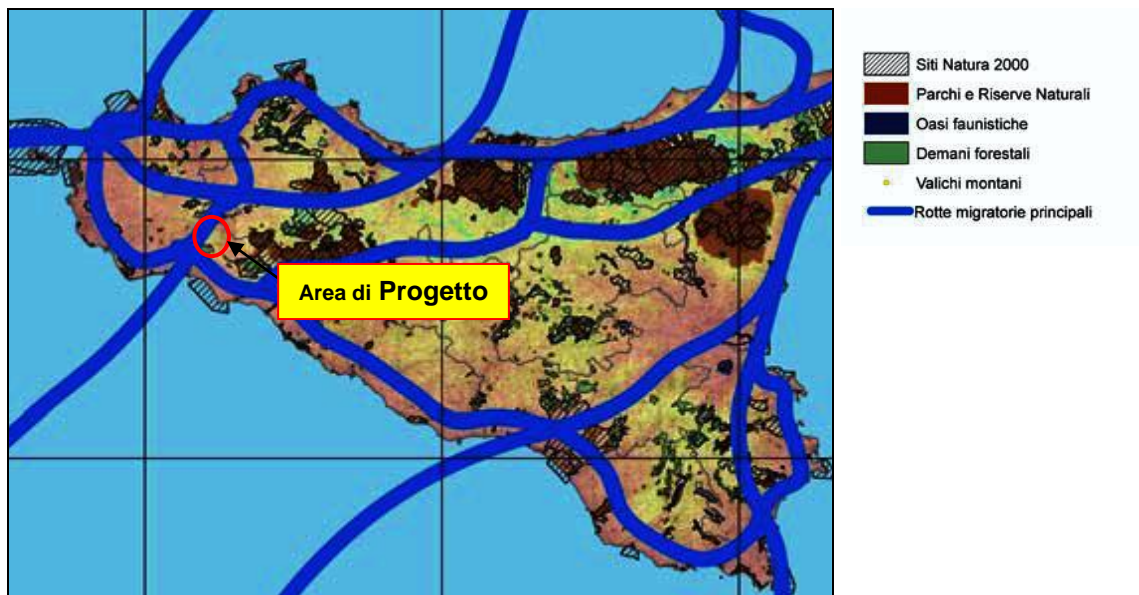 Siti Natura 2000
Parchi e Riserve Naturali
Oasi faunistiche
Demani forestali
Valichi montani
Rotte migratorie principali
Area di Progetto